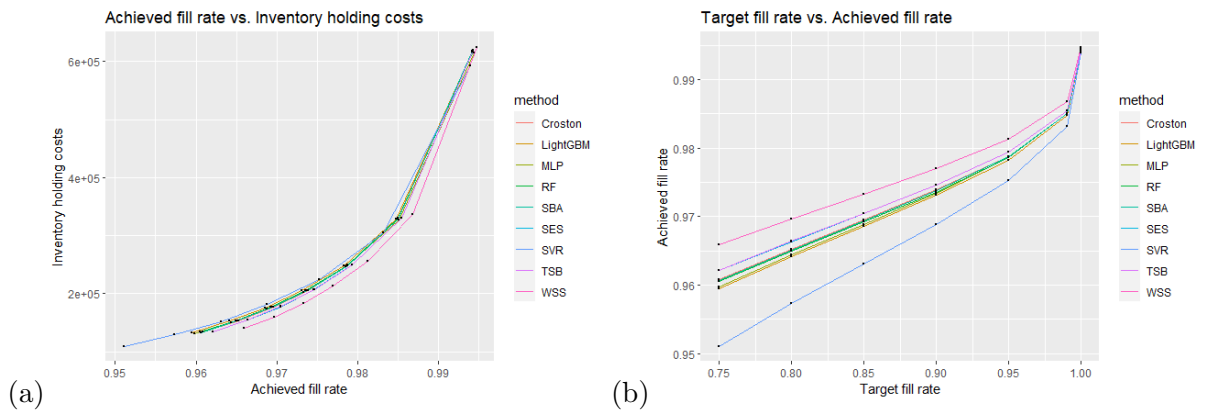 Achieved fill rate vs. Inventory holding costs
Inventory holding costs
6e+05
4e+05
2e+05
0.95 0.96 0.97 0.98 0.99
Achieved fill rate
method
Croston
LightGBM
MLP
RF
SBA
SES
SVR
TSB
WSS
(a)
Target fill rate vs. Achieved fill rate
Achieved fill rate
0.99
0.98
0.97
0.96
0.95
0.75 0.80 0.85 0.90 0.95 1.00
Target fill rate
method
Croston
LightGBM
MLP
RF
SBA
SES
SVR
TSB
WSS
(b)